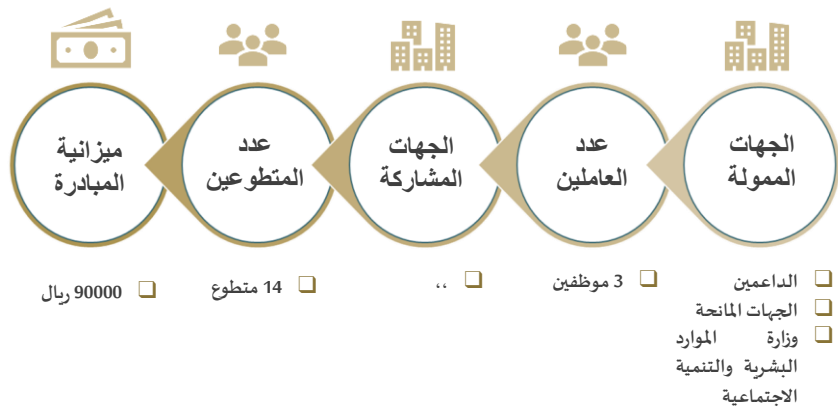 الجهات
الممولة
عدد
العاملين
الجهات
المشاركة
عدد
المتطوعين
ميزانية
المبادرة
الداعمين
الجهات المانحة
وزارة الموارد
البشرية والتنمية
الاجتماعية
3 موظفين
،،
14 متطوع
90000 ريال